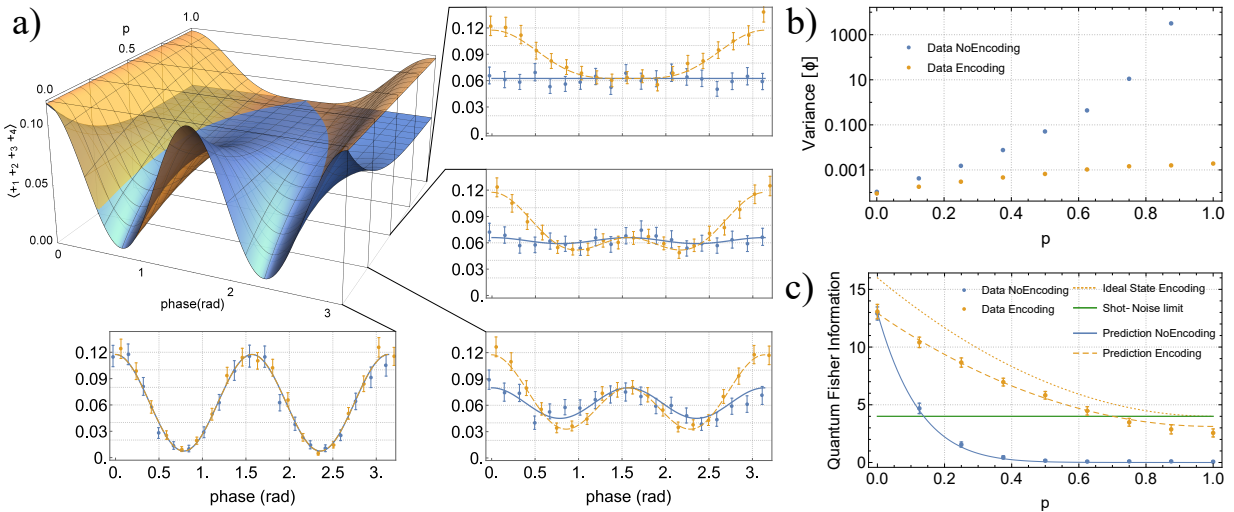 a)
p
0.0
0.5
1.0
⟨+₁ +₂ +₃ +₄⟩
0.10
0.05
0.00
0
1
2
3
phase(rad)
0.12
0.09
0.06
0.03
0.
0.12
0.09
0.06
0.03
0.
0.12
0.09
0.06
0.03
0.
0. 0.5 1. 1.5 2. 2.5 3.
phase (rad)
0.12
0.09
0.06
0.03
0.
0. 0.5 1. 1.5 2. 2.5 3.
phase (rad)
b)
Variance [ϕ]
1000
10
0.100
0.001
Data NoEncoding
Data Encoding
0.0 0.2 0.4 0.6 0.8 1.0
p
c)
Quantum Fisher Information
15
10
5
0
Data NoEncoding
Data Encoding
Ideal State Encoding
Shot-Noise limit
Prediction NoEncoding
Prediction Encoding
0.0 0.2 0.4 0.6 0.8 1.0
p